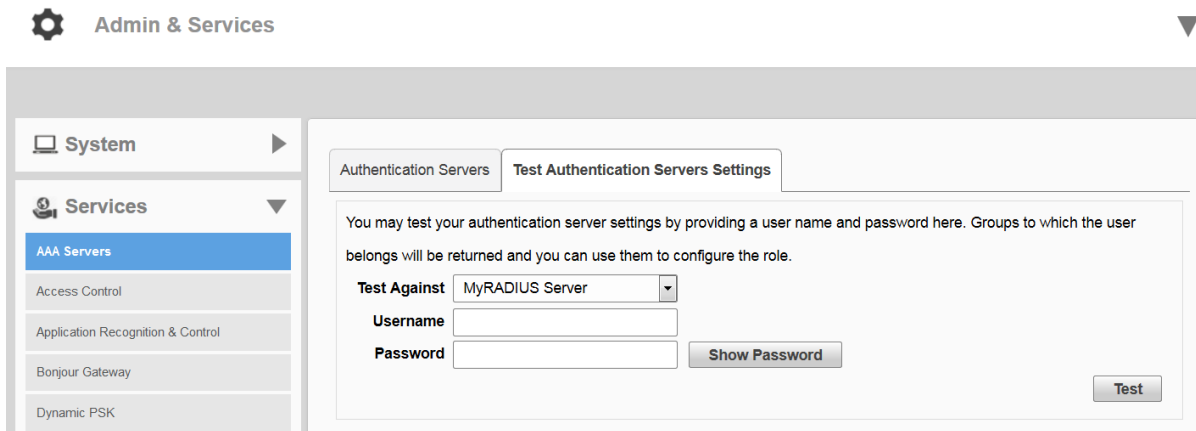 Admin & Services
System
Services
AAA Servers
Access Control
Application Recognition & Control
Bonjour Gateway
Dynamic PSK
Authentication Servers
Test Authentication Servers Settings
You may test your authentication server settings by providing a user name and password here. Groups to which the user
belongs will be returned and you can use them to configure the role.
Test Against MyRADIUS Server
Username
Password Show Password
Test